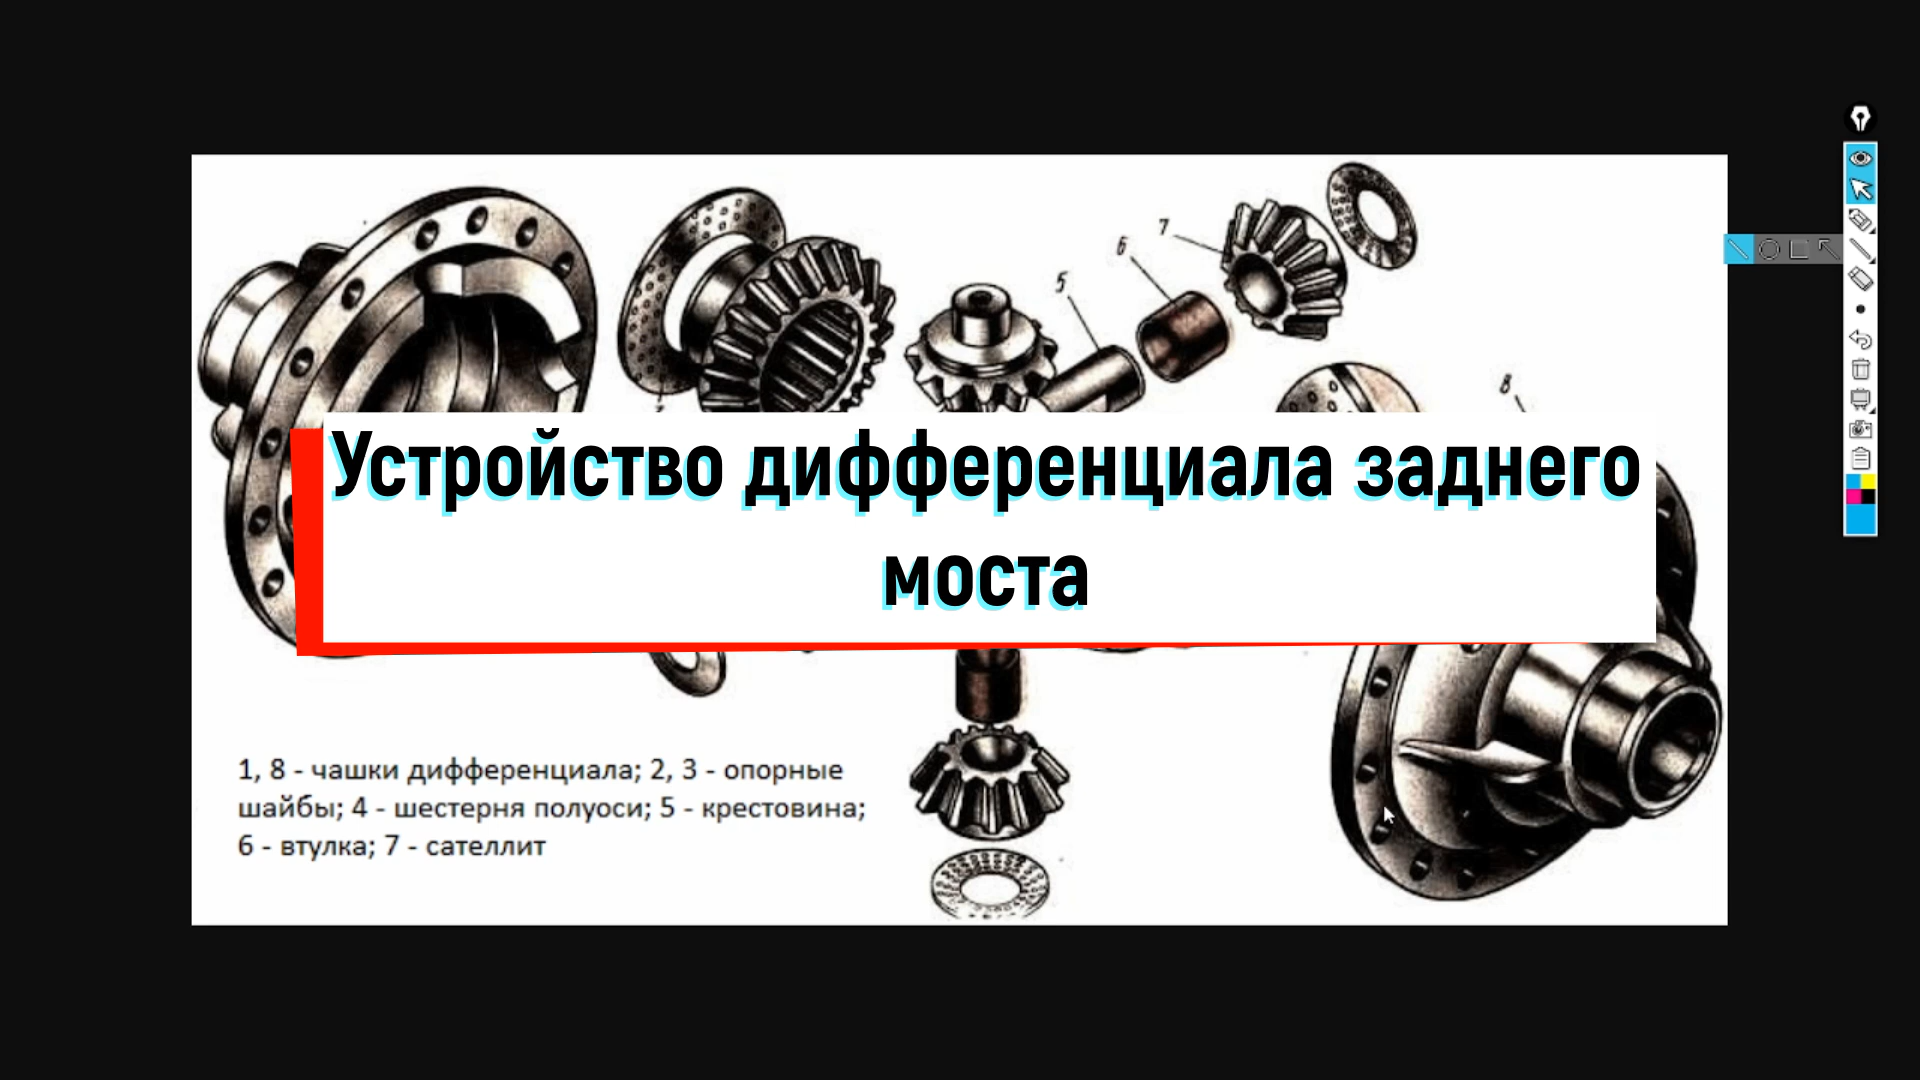 7
6
5
8
Устройство дифференциала заднего
моста
1, 8 - чашки дифференциала; 2, 3 - опорные
шайбы; 4 - шестерня полуоси; 5 - крестовина;
6 - втулка; 7 - сателлит